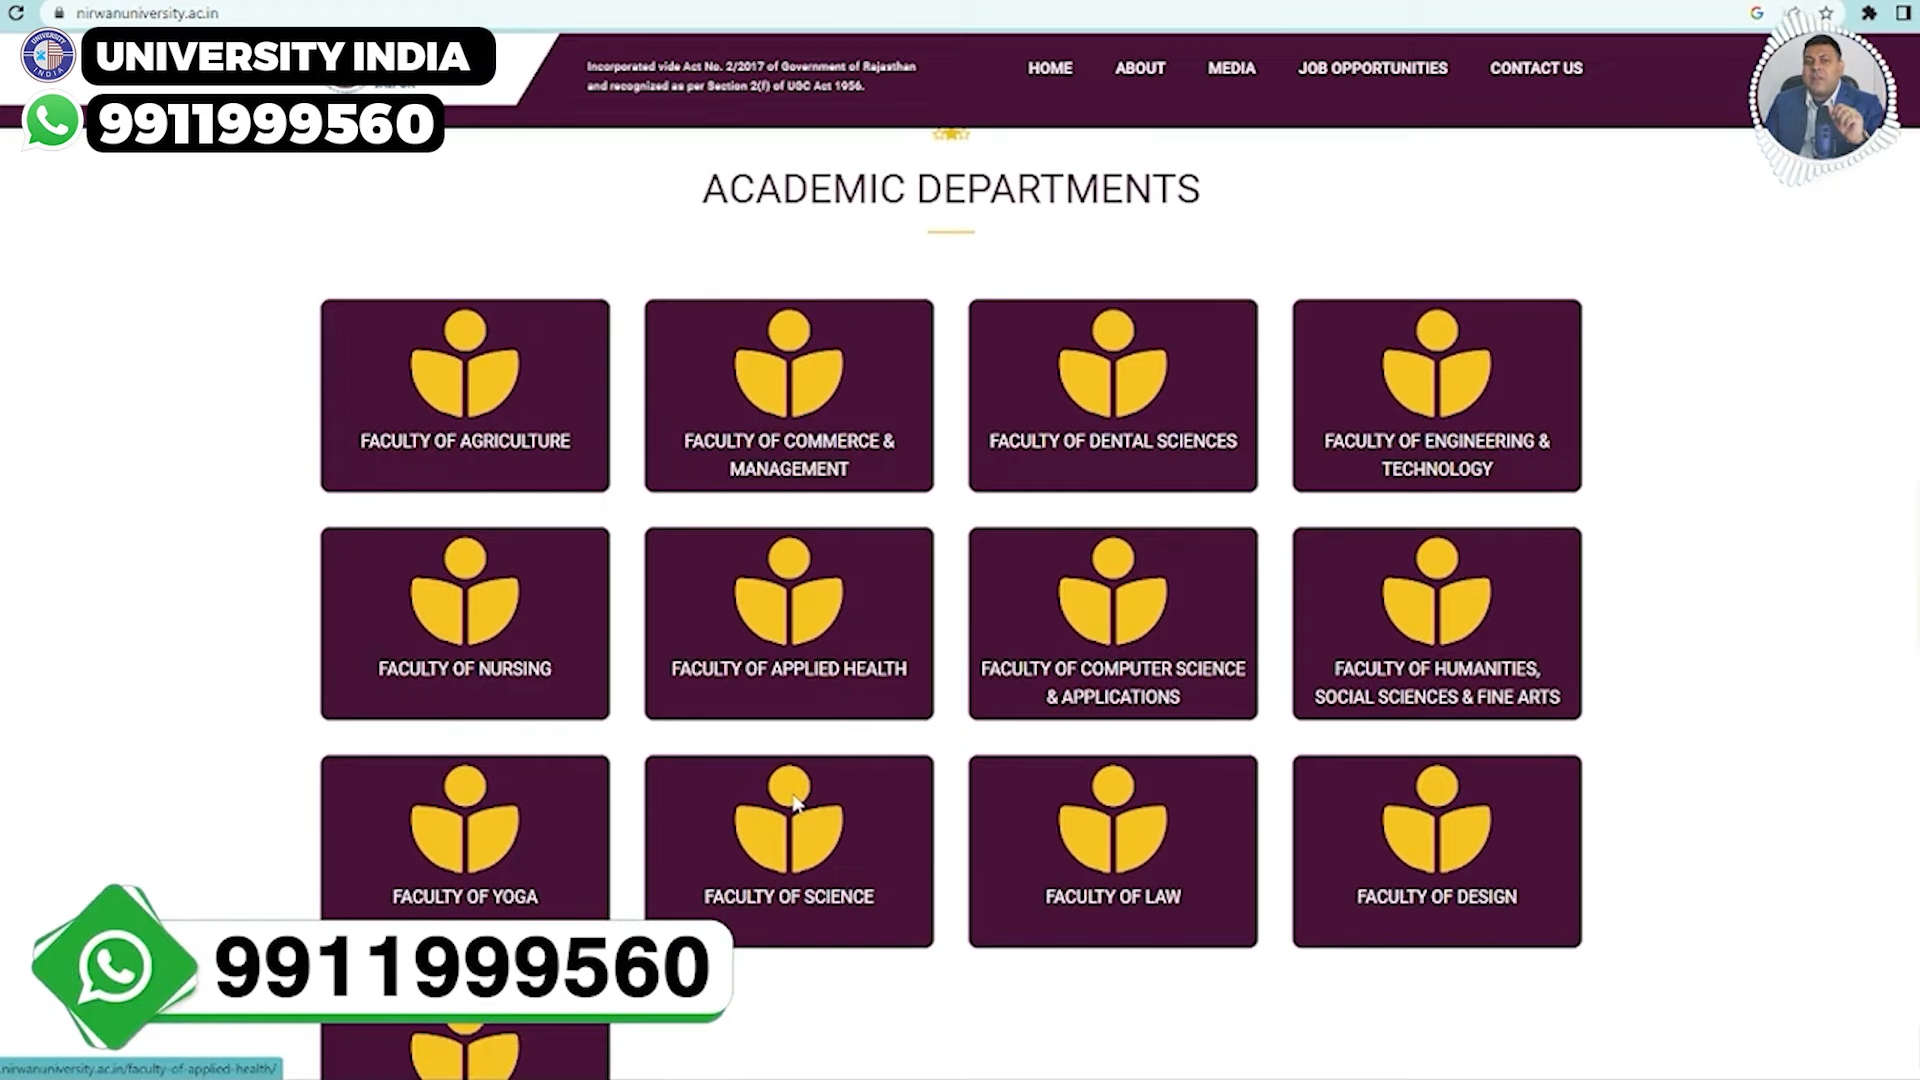 nirwanuniversity.ac.in
UNIVERSITY INDIA
9911999560
Incorporated vide Act No. 2/2017 of Government of Rajasthan
and recognized as per Section 2(f) of UGC Act 1956.
HOME ABOUT MEDIA JOB OPPORTUNITIES CONTACT US
UNIVERSITY
INDIA
ACADEMIC DEPARTMENTS
FACULTY OF AGRICULTURE
FACULTY OF COMMERCE &
MANAGEMENT
FACULTY OF DENTAL SCIENCES
FACULTY OF ENGINEERING &
TECHNOLOGY
FACULTY OF NURSING
FACULTY OF APPLIED HEALTH
FACULTY OF COMPUTER SCIENCE
& APPLICATIONS
FACULTY OF HUMANITIES,
SOCIAL SCIENCES & FINE ARTS
FACULTY OF YOGA
FACULTY OF SCIENCE
FACULTY OF LAW
FACULTY OF DESIGN
9911999560
nirwanuniversity.ac.in/faculty-of-applied-health/